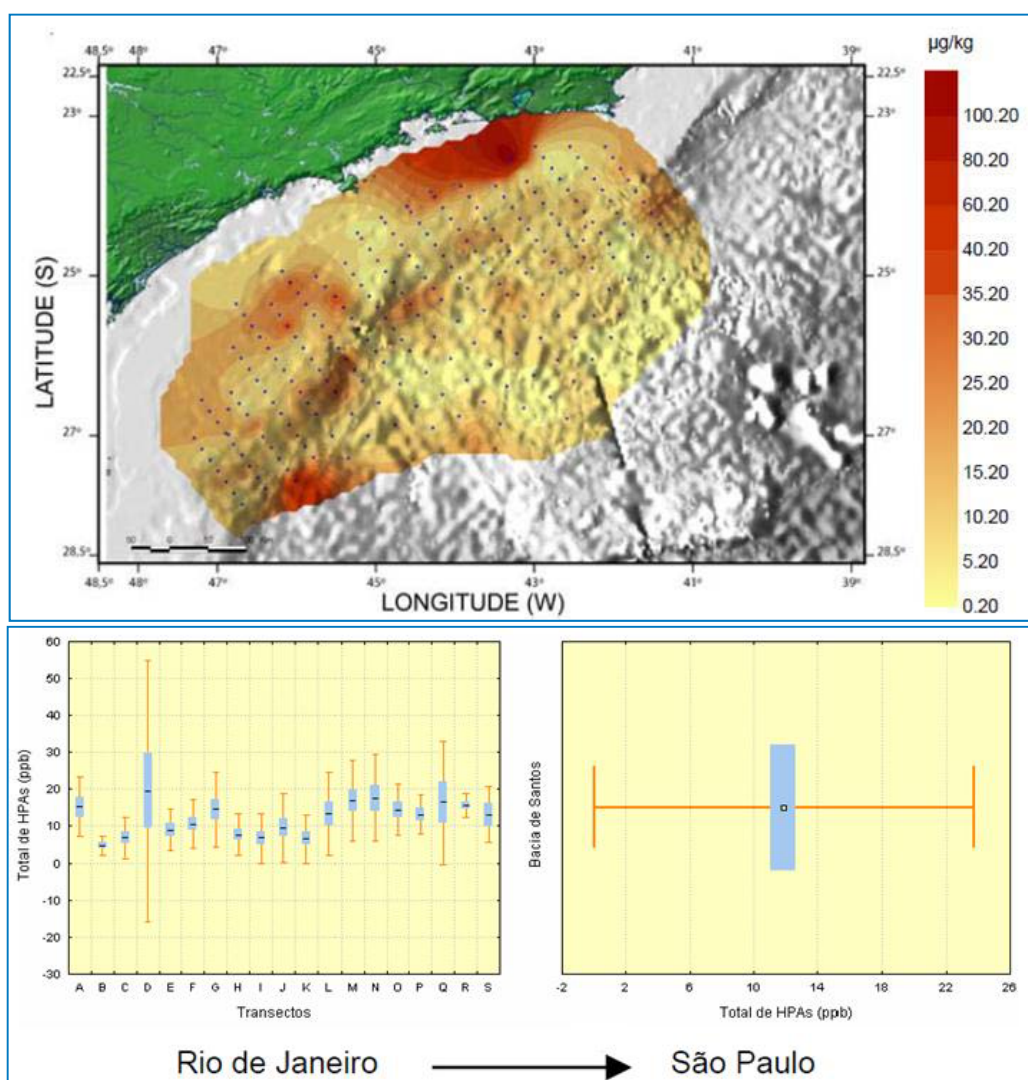 48,5° 48° 47° 45° 43° 41° 39°
22.5°
23°
25°
27°
28.5°
LATITUDE (S)
22.5°
23°
25°
27°
28.5°
48,5° 48° 47° 45° 43° 41° 39°
LONGITUDE (W)
µg/kg
100.20
80.20
60.20
40.20
35.20
30.20
25.20
20.20
15.20
10.20
5.20
0.20
Total de HPAs (ppb)
60
50
40
30
20
10
0
-10
-20
-30
A B C D E F G H I J K L M N O P Q R S
Transectos
Bacia de Santos
-2 2 6 10 14 18 22 26
Total de HPAs (ppb)
Rio de Janeiro
São Paulo